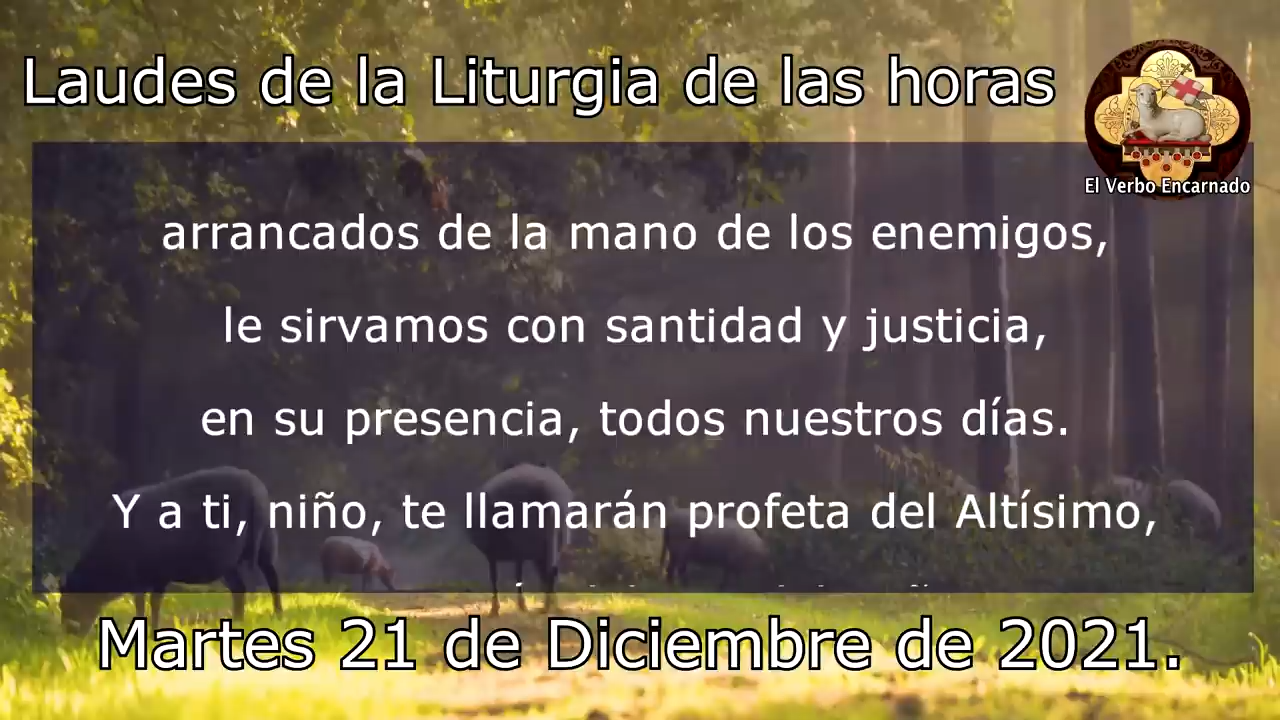 Laudes de la Liturgia de las horas
El Verbo Encarnado
arrancados de la mano de los enemigos,
le sirvamos con santidad y justicia,
en su presencia, todos nuestros días.
Y a ti, niño, te llamarán profeta del Altísimo,
Martes 21 de Diciembre de 2021.